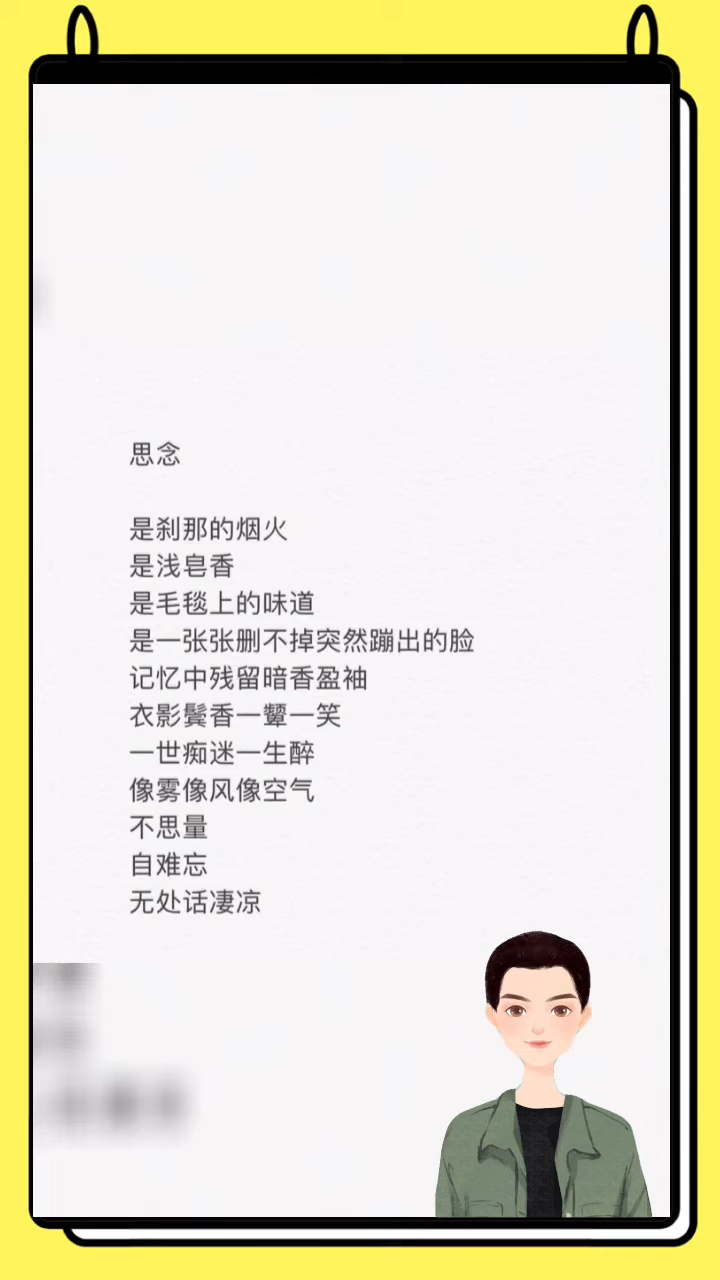 思念
是刹那的烟火
是浅皂香
是毛毯上的味道
是一张张删不掉突然蹦出的脸
记忆中残留暗香盈袖
衣影鬓香一颦一笑
一世痴迷一生醉
像雾像风像空气
不思量
自难忘
无处话凄凉